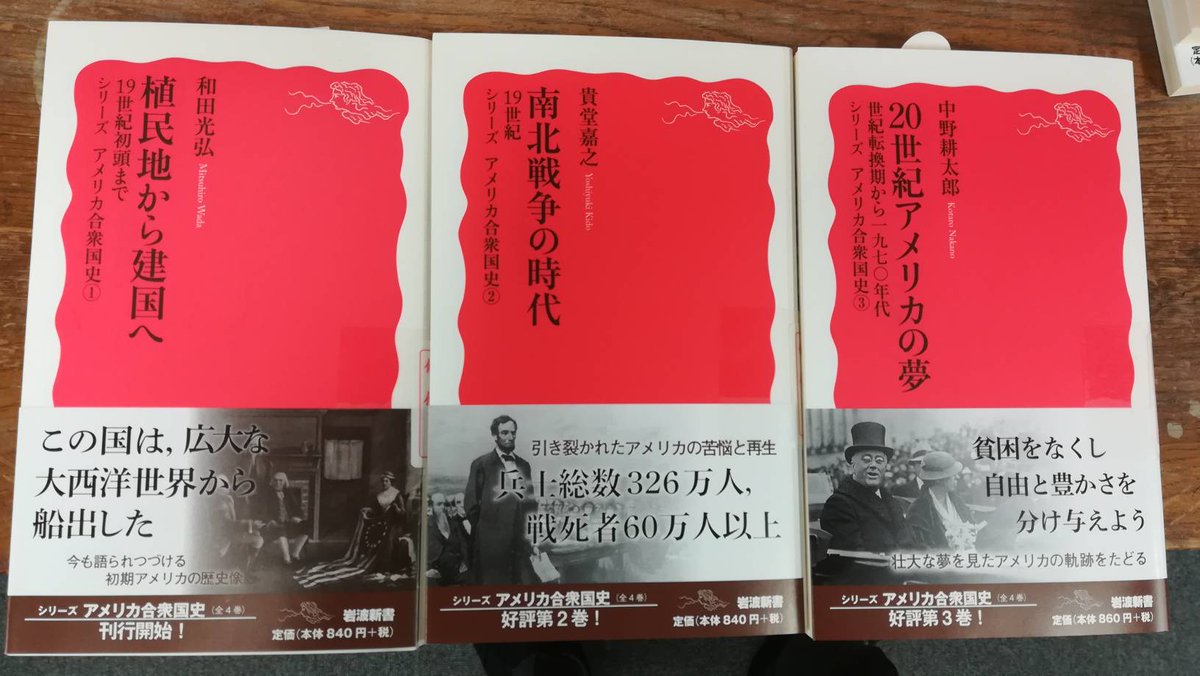 和田光弘
Mitsuhiro Wada
植民地から建国へ
19世紀初頭まで
シリーズ アメリカ合衆国史①
この国は,広大な
大西洋世界から
船出した
今も語られつづける
初期アメリカの歴史像
シリーズ アメリカ合衆国史(全4巻)
刊行開始!
岩波新書
定価(本体840円+税)
貴堂嘉之
Yoshiyuki Kido
南北戦争の時代
19世紀
シリーズ アメリカ合衆国史②
引き裂かれたアメリカの苦悩と再生
兵士総数326万人,
戦死者60万人以上
シリーズ アメリカ合衆国史(全4巻)
好評第2巻!
岩波新書
定価(本体840円+税)
中野耕太郎
Kotaro Nakano
20世紀アメリカの夢
世紀転換期から一九七〇年代
シリーズ アメリカ合衆国史③
貧困をなくし
自由と豊かさを
分け与えよう
壮大な夢を見たアメリカの軌跡をたどる
シリーズ アメリカ合衆国史(全4巻)
好評第3巻!
岩波新書
定価(本体860円+税)